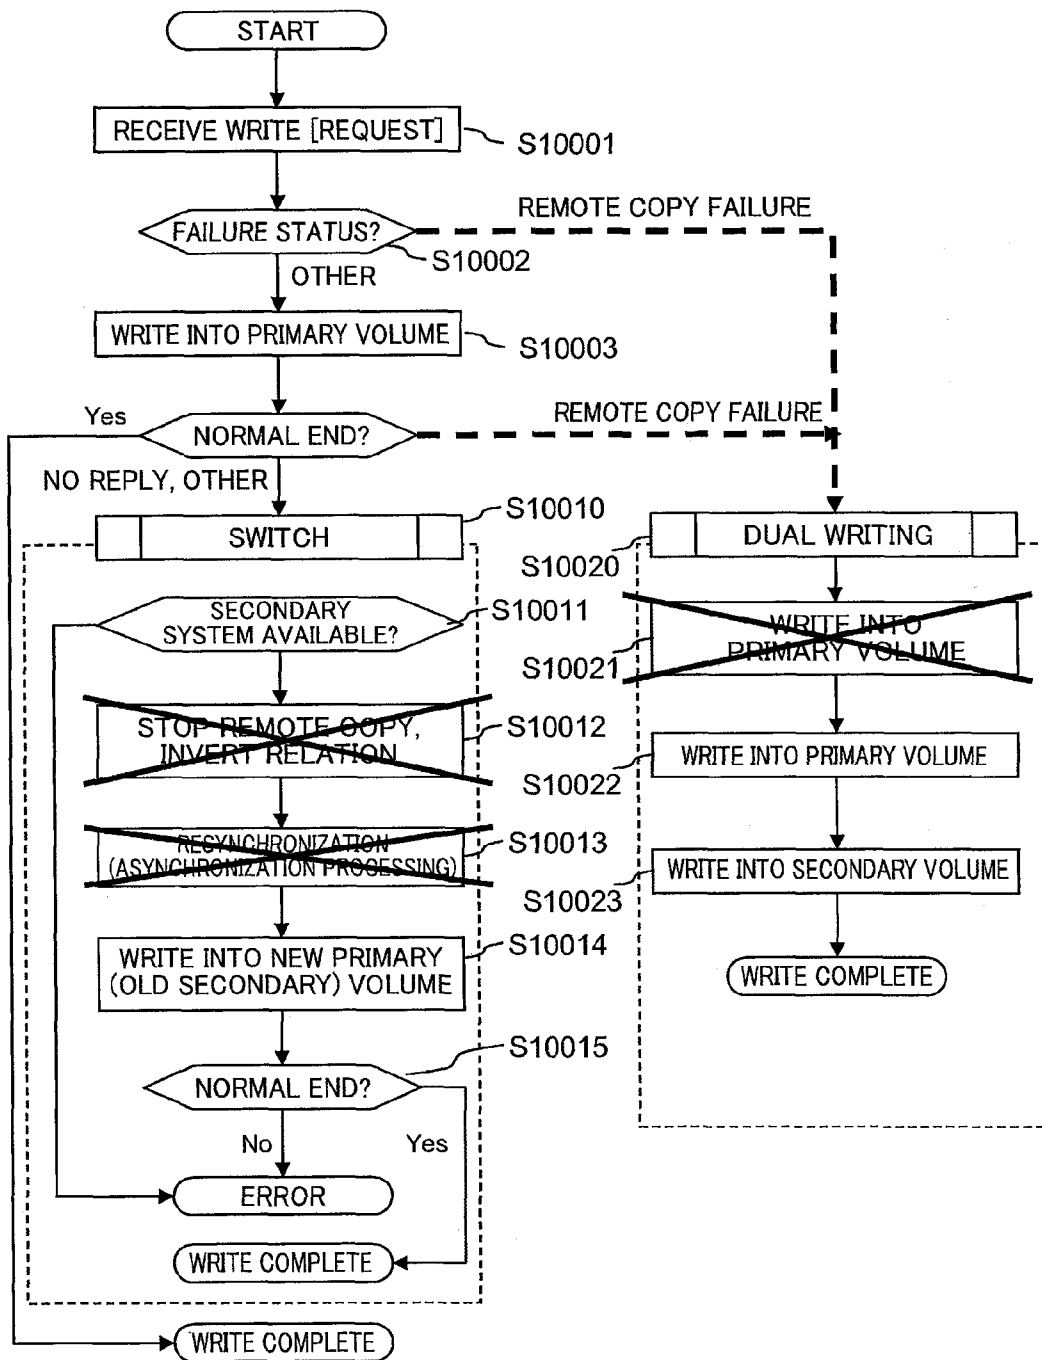 START
RECEIVE WRITE [REQUEST]
S10001
REMOTE COPY FAILURE
FAILURE STATUS?
S10002
OTHER
WRITE INTO PRIMARY VOLUME
S10003
Yes
REMOTE COPY FAILURE
NORMAL END?
NO REPLY, OTHER
S10010
SWITCH
DUAL WRITING
S10020
SECONDARY
SYSTEM AVAILABLE?
S10011
WRITE INTO
PRIMARY VOLUME
S10021
STOP REMOTE COPY,
INVERT RELATION
S10012
WRITE INTO PRIMARY VOLUME
S10022
RESYNCHRONIZATION
(ASYNCHRONIZATION PROCESSING)
S10013
WRITE INTO SECONDARY VOLUME
S10023
WRITE INTO NEW PRIMARY
(OLD SECONDARY) VOLUME
S10014
WRITE COMPLETE
S10015
NORMAL END?
No
Yes
ERROR
WRITE COMPLETE
WRITE COMPLETE